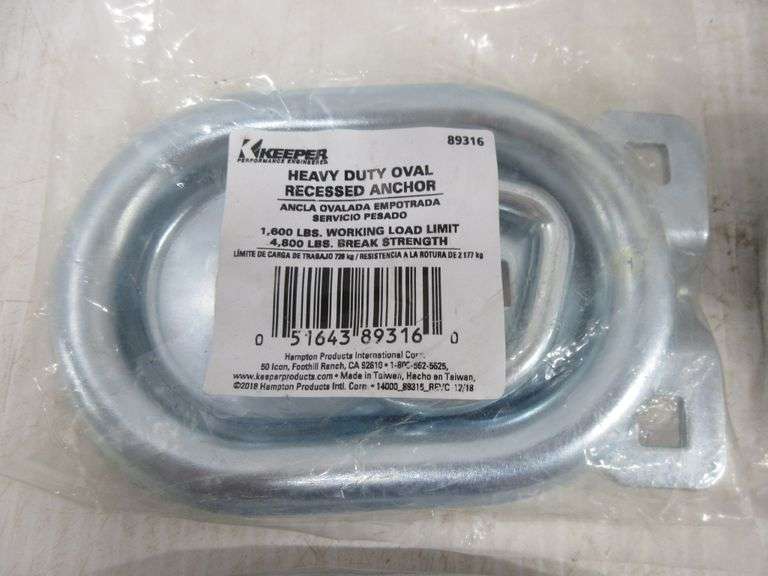 KEEPER
PERFORMANCE ENGINEERED
89316
HEAVY DUTY OVAL
RECESSED ANCHOR
ANCLA OVALADA EMPOTRADA
SERVICIO PESADO
1,600 LBS. WORKING LOAD LIMIT
4,800 LBS. BREAK STRENGTH
LÍMITE DE CARGA DE TRABAJO 728 kg / RESISTENCIA A LA ROTURA DE 2 177 kg
0 51643 89316 0
Hampton Products International Corp.
50 Icon, Foothill Ranch, CA 92610 • 1-800-562-5625,
www.keeperproducts.com • Made in Taiwan, Hecho en Taiwan,
©2018 Hampton Products Intl. Corp. • 14000_89316_REVC 12/18